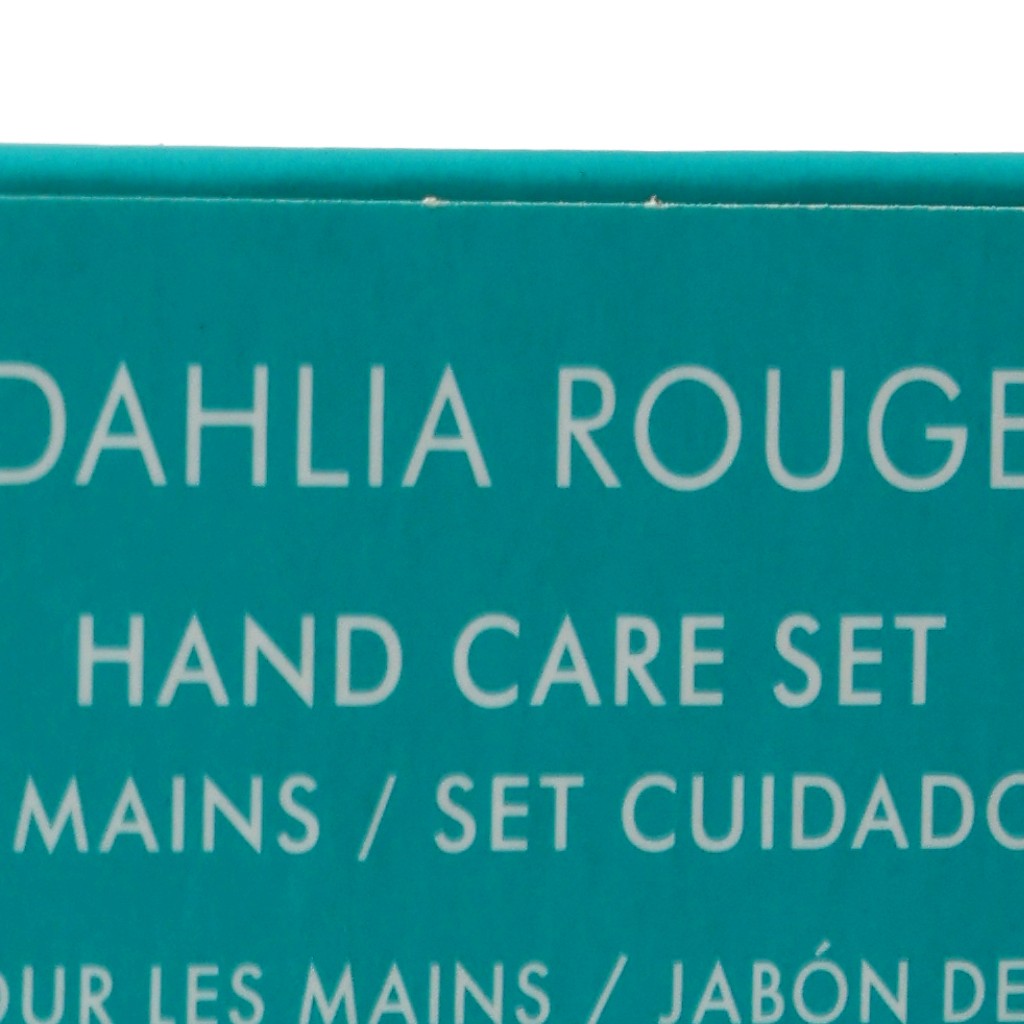 DAHLIA ROUGE
HAND CARE SET
MAINS / SET CUIDADO
OUR LES MAINS / JABÓN DE